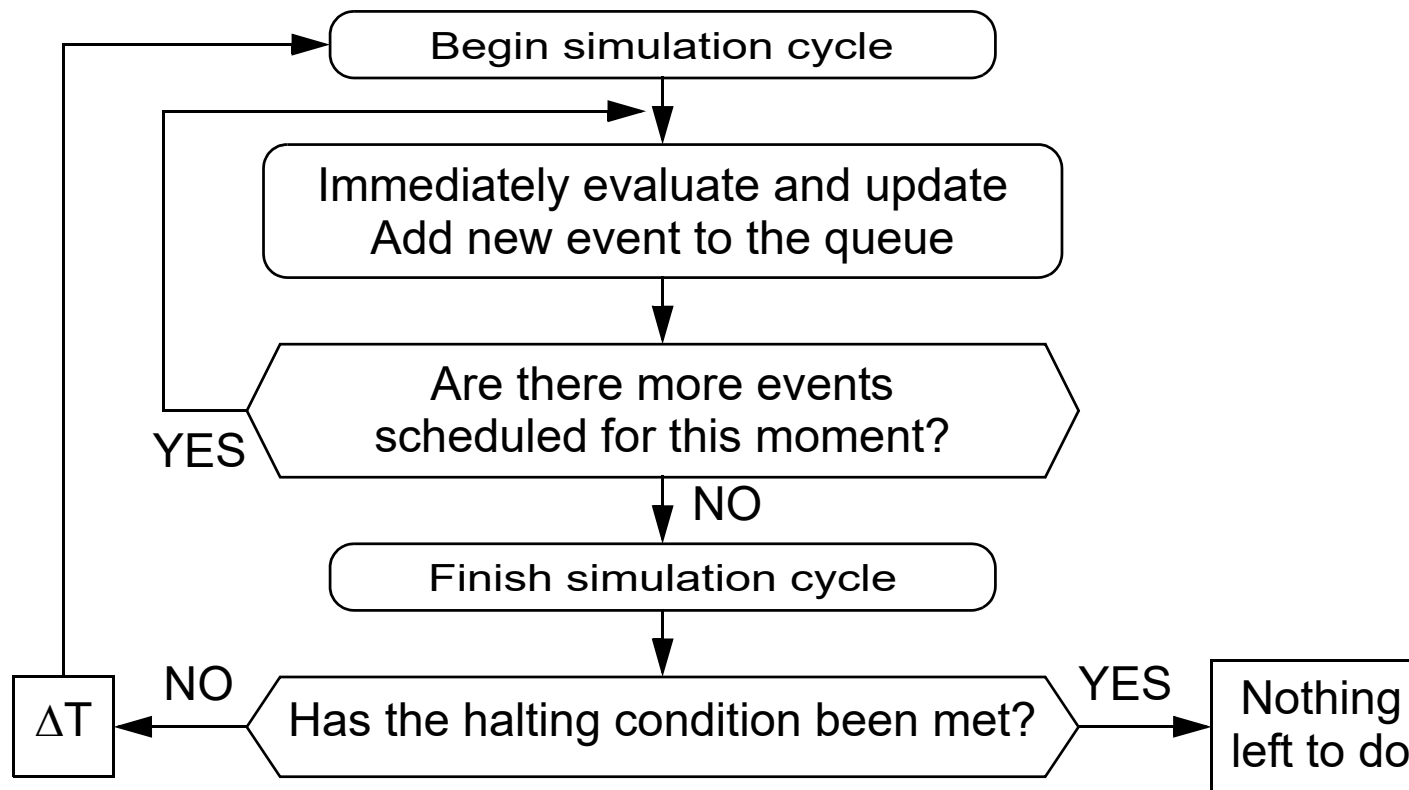 Begin simulation cycle
Immediately evaluate and update
Add new event to the queue
Are there more events
scheduled for this moment?
YES
NO
Finish simulation cycle
NO
YES
ΔT
Has the halting condition been met?
Nothing
left to do